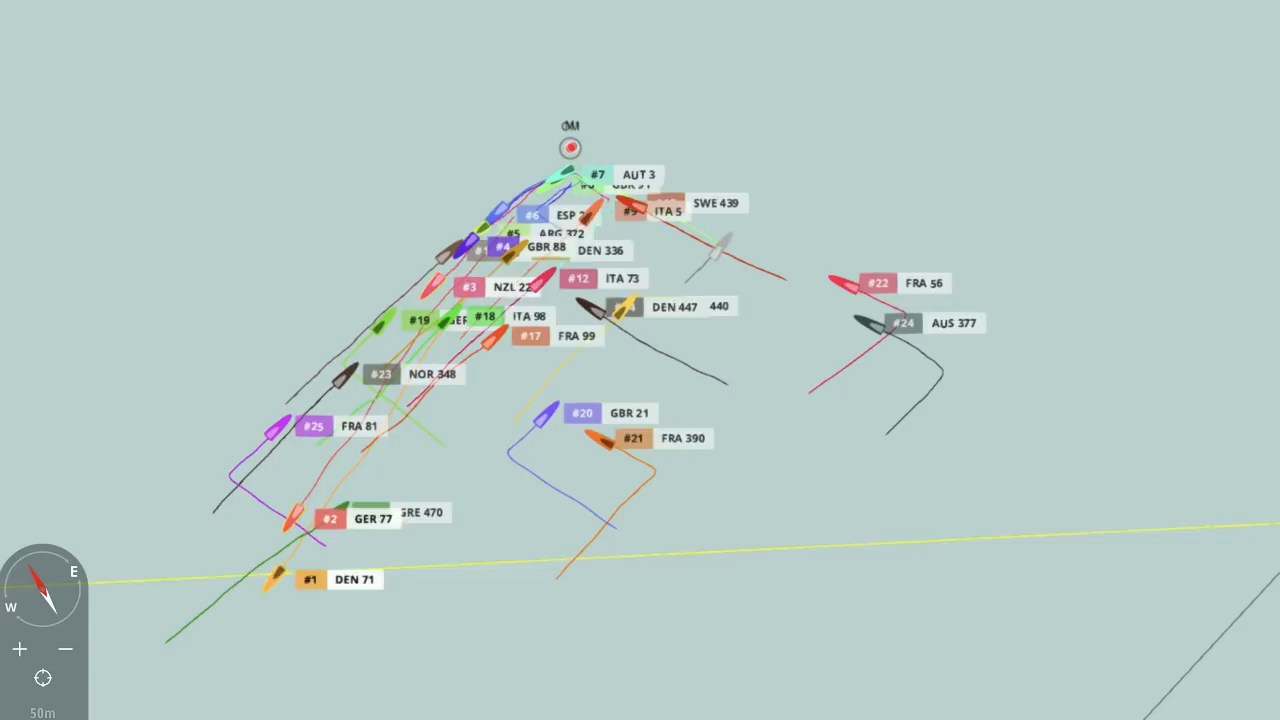 #7 AUT 3
SWE 439
#9 ITA 5
#6 ESP
#5 ARG 372
#4 GBR 88 DEN 336
#12 ITA 73
#3 NZL 22
#22 FRA 56
DEN 447 440
#19 #18 ITA 98
#24 AUS 377
#17 FRA 99
#23 NOR 348
#20 GBR 21
#25 FRA 81
#21 FRA 390
GRE 470
#2 GER 77
#1 DEN 71
E
W
+ −
50m